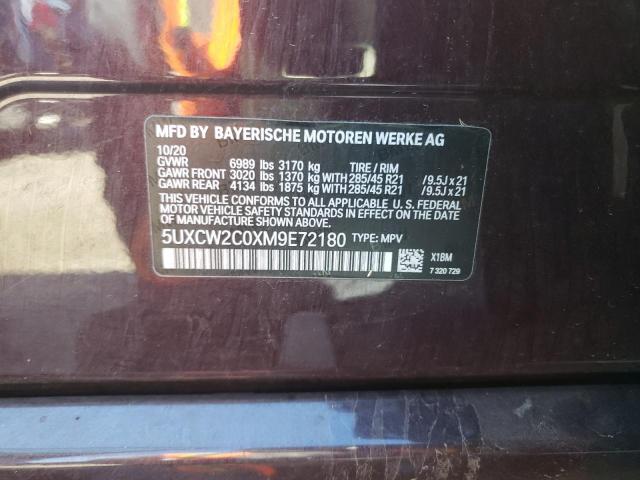 MFD BY BAYERISCHE MOTOREN WERKE AG
10/20
GVWR 6989 lbs 3170 kg TIRE / RIM
GAWR FRONT 3020 lbs 1370 kg WITH 285/45 R21 /9.5J x 21
GAWR REAR 4134 lbs 1875 kg WITH 285/45 R21 /9.5J x 21
THIS VEHICLE CONFORMS TO ALL APPLICABLE U. S. FEDERAL
MOTOR VEHICLE SAFETY STANDARDS IN EFFECT ON THE DATE
OF MANUFACTURE SHOWN ABOVE.
5UXCW2C0XM9E72180 TYPE: MPV
X1BM
7 320 729